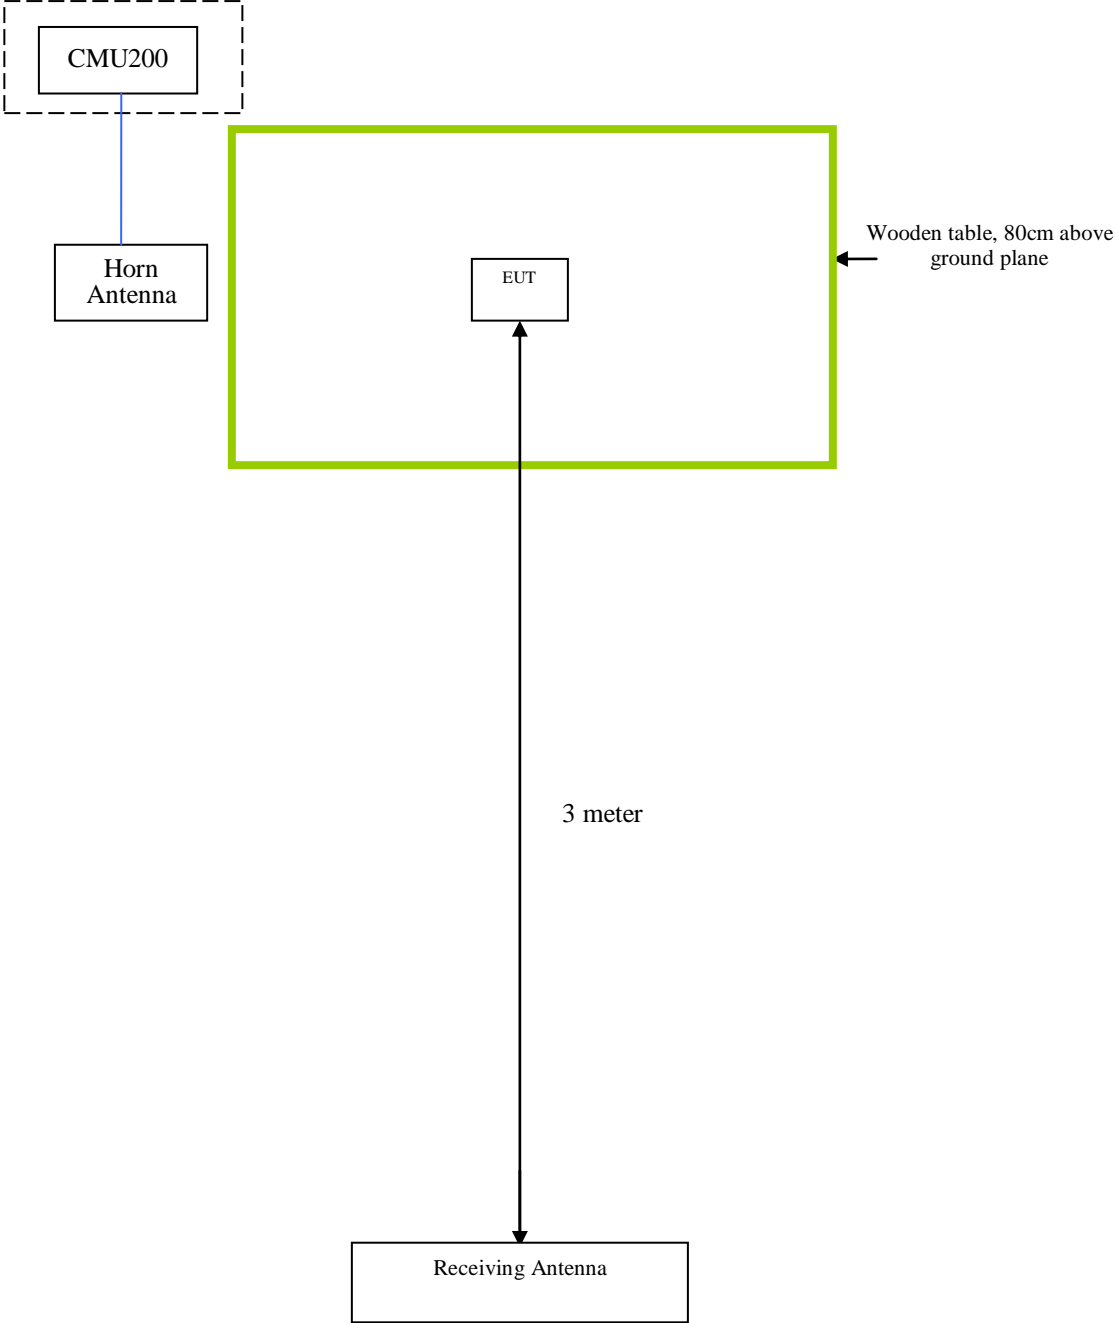 CMU200
Wooden table, 80cm above
ground plane
Horn
Antenna
EUT
3 meter
Receiving Antenna